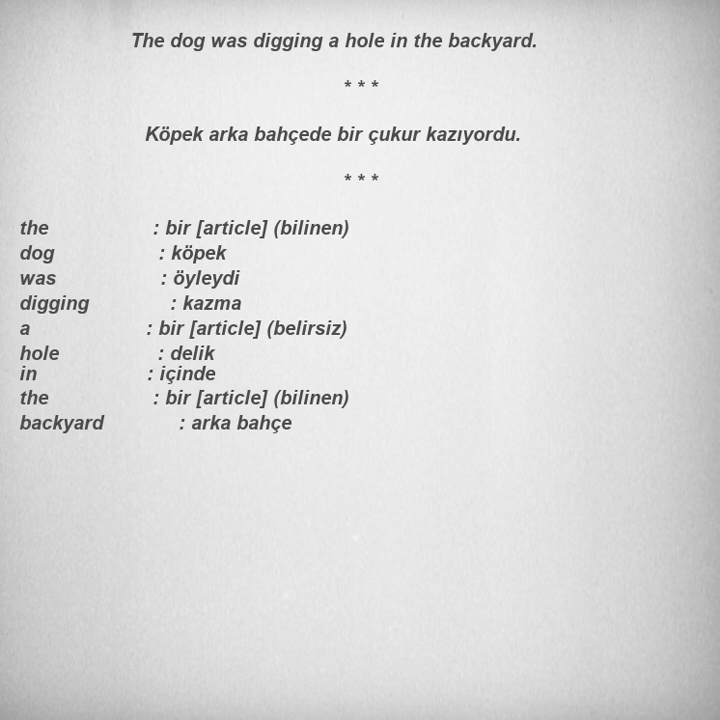 The dog was digging a hole in the backyard.
* * *
Köpek arka bahçede bir çukur kazıyordu.
* * *
the : bir [article] (bilinen)
dog : köpek
was : öyleydi
digging : kazma
a : bir [article] (belirsiz)
hole : delik
in : içinde
the : bir [article] (bilinen)
backyard : arka bahçe